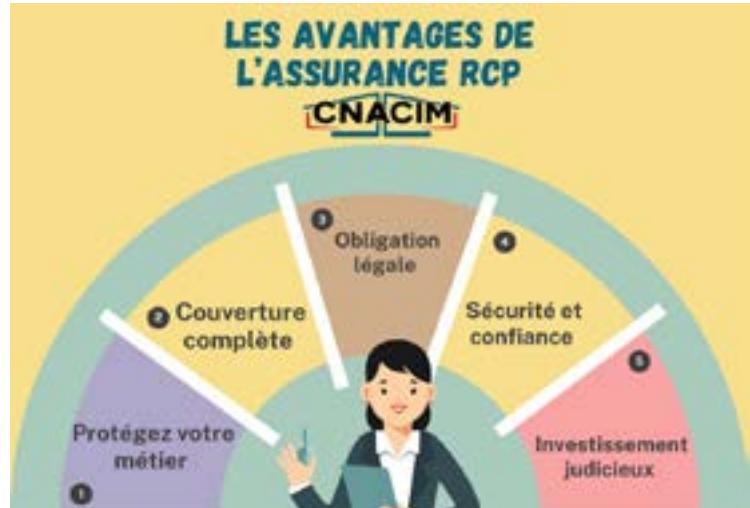 LES AVANTAGES DE
L'ASSURANCE RCP
CNACIM
1
Protégez votre
métier
2
Couverture
complète
3
Obligation
légale
4
Sécurité et
confiance
5
Investissement
judicieux